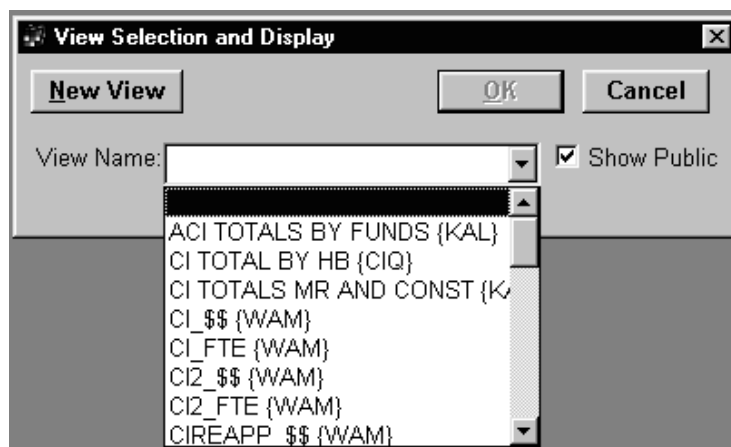 View Selection and Display
New View OK Cancel
View Name: Show Public
ACI TOTALS BY FUNDS {KAL}
CI TOTAL BY HB {CIQ}
CI TOTALS MR AND CONST {KA
CI_$$ {WAM}
CI_FTE {WAM}
CI2_$$ {WAM}
CI2_FTE {WAM}
CIREAPP_$$ {WAM}